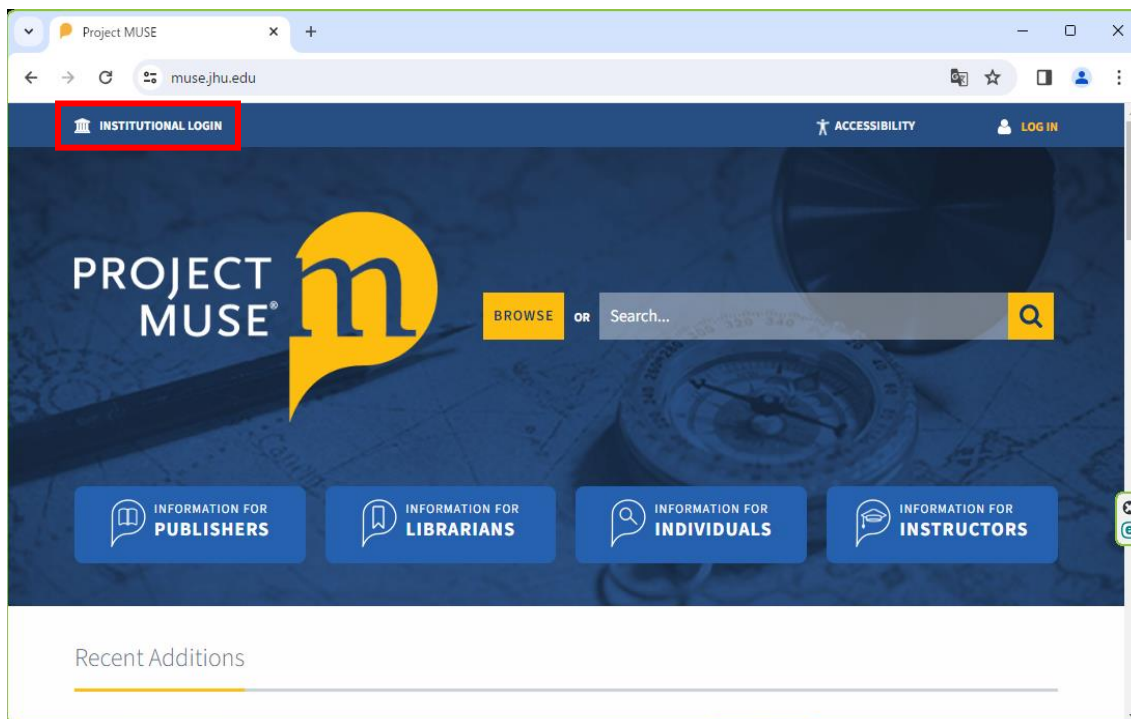 Project MUSE
muse.jhu.edu
INSTITUTIONAL LOGIN
ACCESSIBILITY
LOG IN
PROJECT
MUSE®
BROWSE OR Search...
INFORMATION FOR
PUBLISHERS
INFORMATION FOR
LIBRARIANS
INFORMATION FOR
INDIVIDUALS
INFORMATION FOR
INSTRUCTORS
Recent Additions